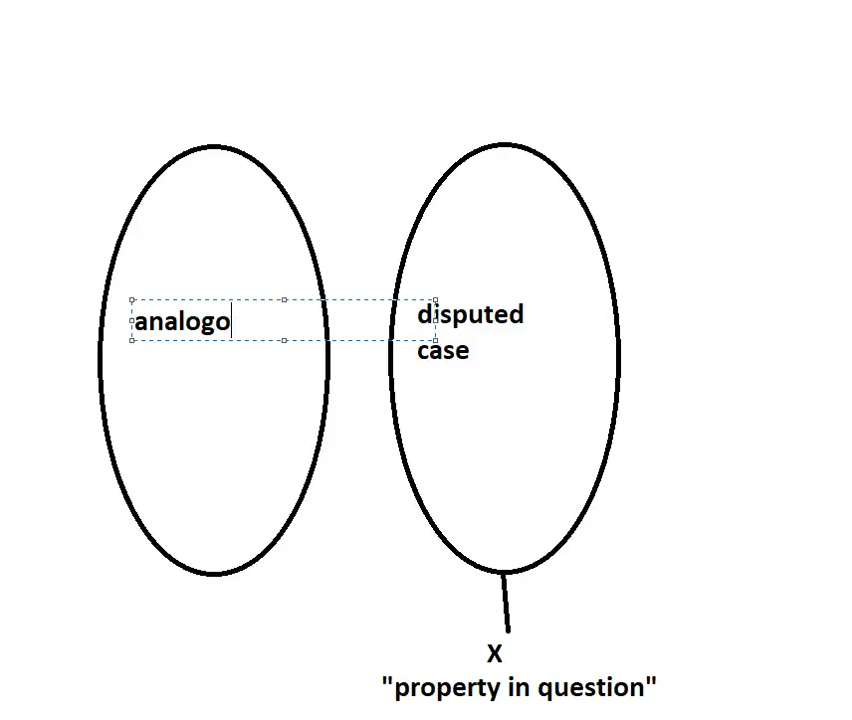 analogo
disputed
case
X
"property in question"